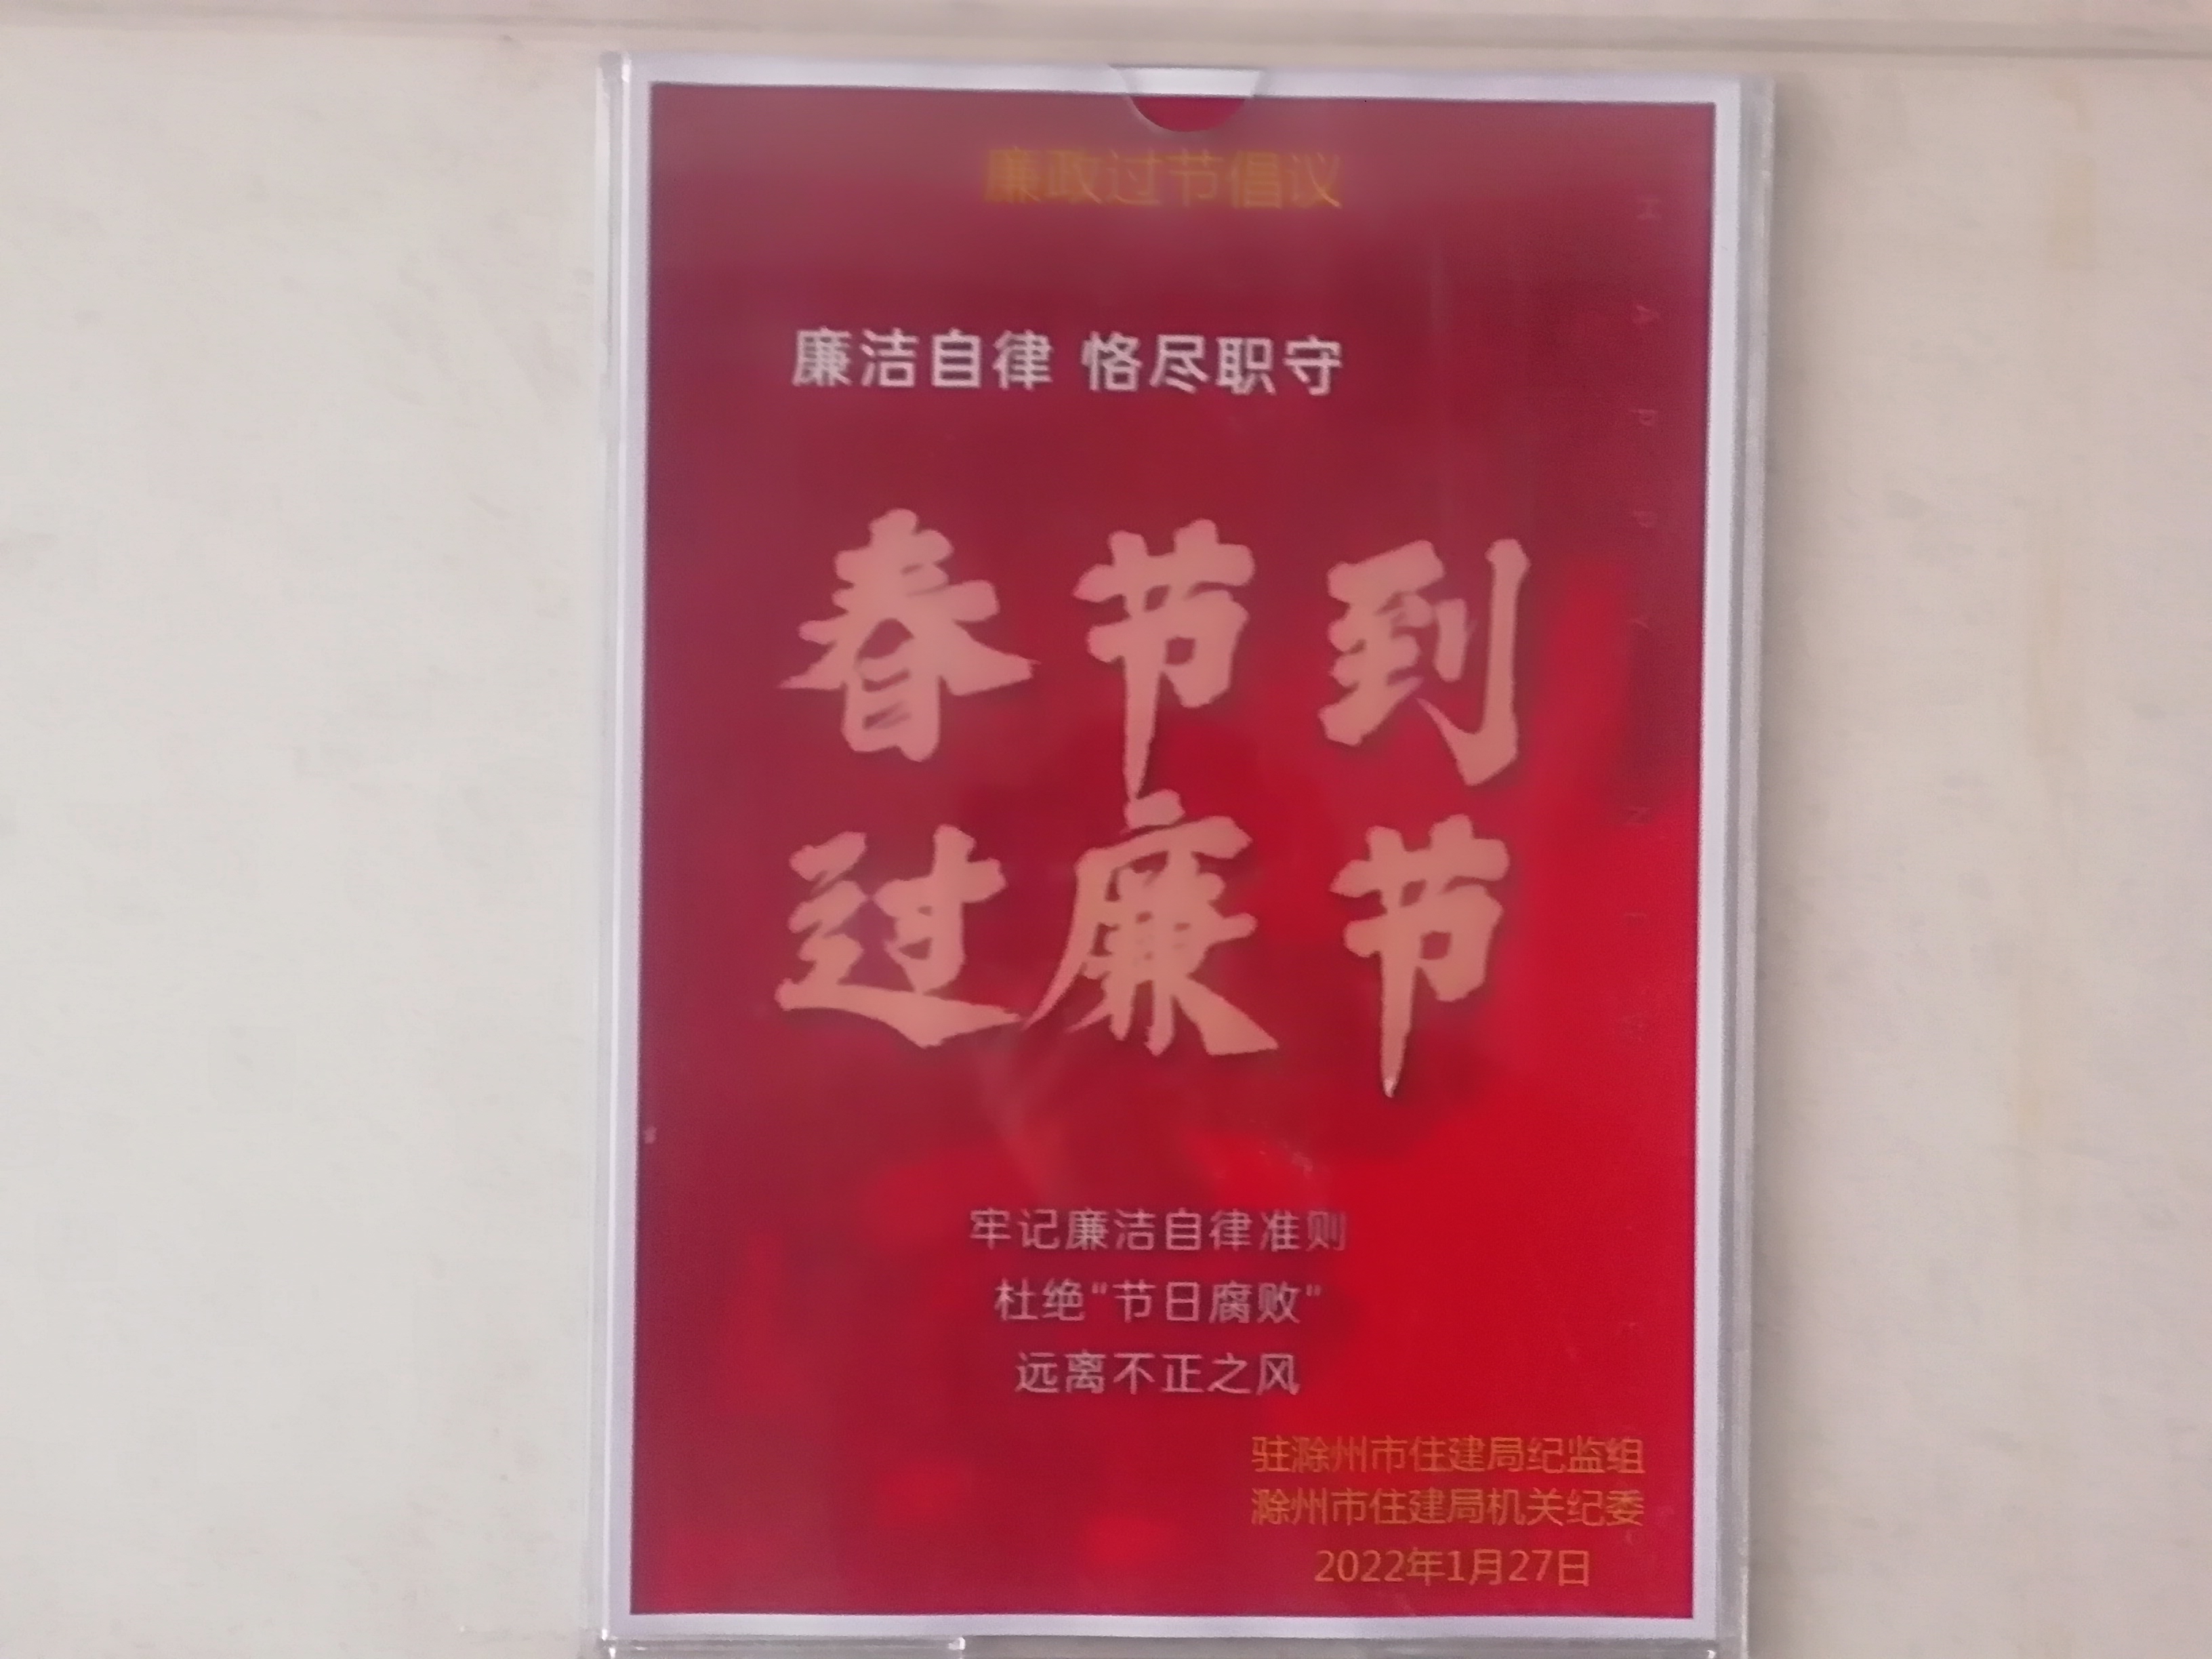 廉政过节倡议
廉洁自律 恪尽职守
春节到
过廉节
牢记廉洁自律准则
杜绝"节日腐败"
远离不正之风
驻滁州市住建局纪监组
滁州市住建局机关纪委
2022年1月27日
HAPPY